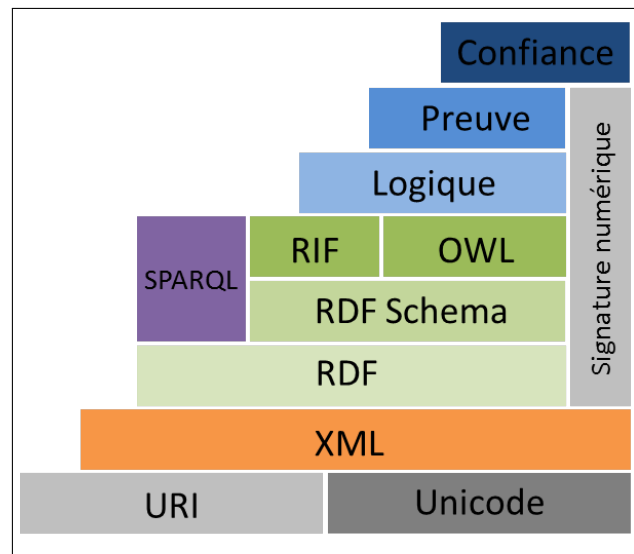 Confiance
Preuve
Signature numérique
Logique
RIF
OWL
SPARQL
RDF Schema
RDF
XML
URI
Unicode